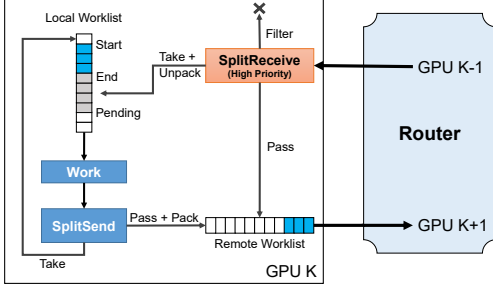 Local Worklist
Start
End
Pending
Take +
Unpack
Filter
SplitReceive
(High Priority)
GPU K-1
Router
Pass
Work
SplitSend
Pass + Pack
GPU K+1
Remote Worklist
Take
GPU K